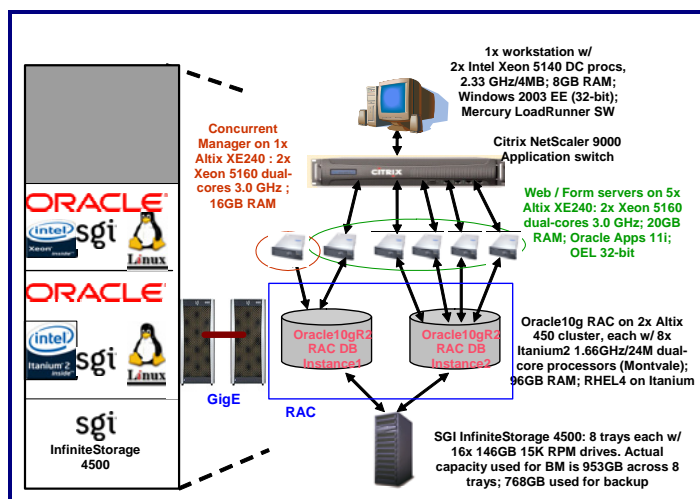 1x workstation w/
2x Intel Xeon 5140 DC procs,
2.33 GHz/4MB; 8GB RAM;
Windows 2003 EE (32-bit);
Mercury LoadRunner SW
Citrix NetScaler 9000
Application switch
CITRIX
Concurrent
Manager on 1x
Altix XE240 : 2x
Xeon 5160 dual-
cores 3.0 GHz ;
16GB RAM
Web / Form servers on 5x
Altix XE240: 2x Xeon 5160
dual-cores 3.0 GHz; 20GB
RAM; Oracle Apps 11i;
OEL 32-bit
ORACLE
intel
Xeon
inside
sgi
Linux
ORACLE
intel
Itanium 2
inside
sgi
Linux
sgi
InfiniteStorage
4500
GigE
RAC
Oracle10gR2
RAC DB
Instance1
Oracle10gR2
RAC DB
Instance2
Oracle10g RAC on 2x Altix
450 cluster, each w/ 8x
Itanium2 1.66GHz/24M dual-
core processors (Montvale);
96GB RAM; RHEL4 on Itanium
SGI InfiniteStorage 4500: 8 trays each w/
16x 146GB 15K RPM drives. Actual
capacity used for BM is 953GB across 8
trays; 768GB used for backup